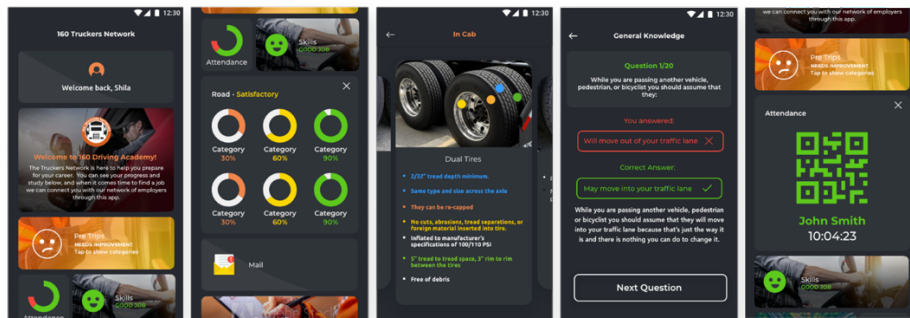 12:30
160 Truckers Network
Welcome back, Shila
Welcome to 160 Driving Academy!
The Truckers Network is here to help you prepare
for your career. You can see your progress and
study below, and when it comes time to find a job
we can connect you with our network of employers
through this app.
Pre Trips
NEEDS IMPROVEMENT
Tap to show categories
Attendance
Skills
GOOD JOB
12:30
Attendance
Skills
GOOD JOB
Road - Satisfactory
Category
30%
Category
60%
Category
90%
Category
30%
Category
60%
Category
90%
Mail
12:30
In Cab
Dual Tires
2/32" tread depth minimum.
Same type and size across the axle
They can be re-capped
No cuts, abrasions, tread separations, or
foreign material inserted into tire.
Inflated to manufacturer's
specifications of 100/110 PSI
5" tread to tread space, 3" rim to rim
between the tires
Free of debris
12:30
General Knowledge
Question 1/20
While you are passing another vehicle,
pedestrian, or bicyclist you should assume that
they:
You answered:
Will move out of your traffic lane
Correct Answer:
May move into your traffic lane
While you are passing another vehicle, pedestrian
or bicyclist you should assume that they will move
into your traffic lane because that's just the way it
is and there is nothing you can do to change it.
Next Question
12:30
we can connect you with our network of employers
through this app.
Pre Trips
NEEDS IMPROVEMENT
Tap to show categories
Attendance
John Smith
10:04:23
Skills
GOOD JOB